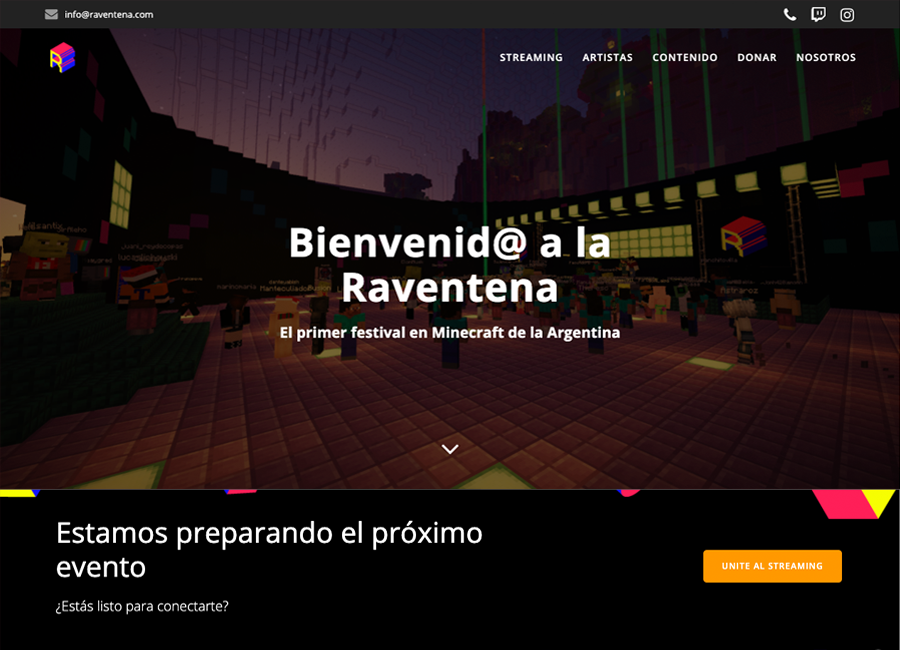 info@raventena.com
R
STREAMING ARTISTAS CONTENIDO DONAR NOSOTROS
R
Bienvenid@ a la
Raventena
El primer festival en Minecraft de la Argentina
Estamos preparando el próximo
evento
UNITE AL STREAMING
¿Estás listo para conectarte?